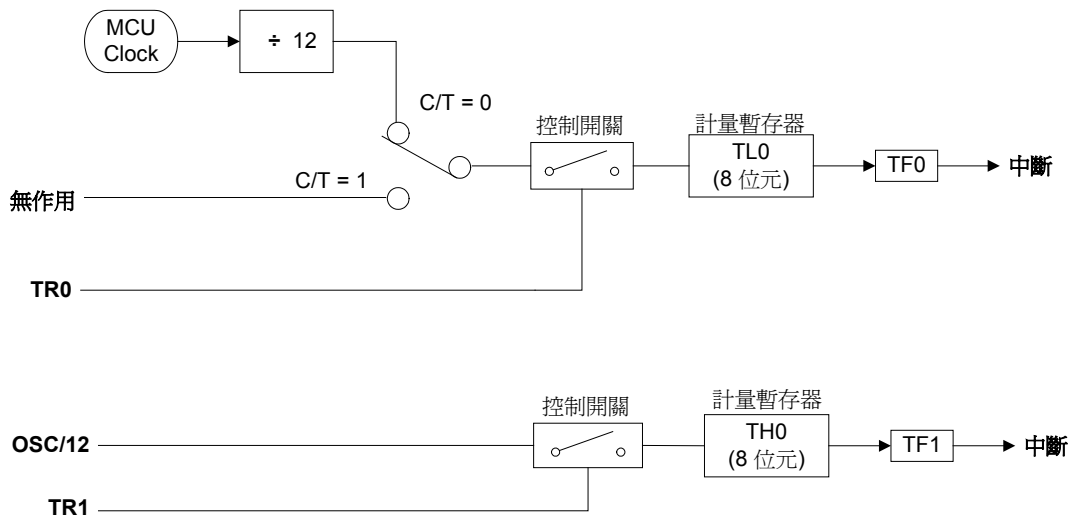 MCU
Clock
÷ 12
C/T = 0
控制開關
計量暫存器
TL0
(8 位元)
TF0
中斷
C/T = 1
無作用
TR0
控制開關
計量暫存器
OSC/12
TH0
(8 位元)
TF1
中斷
TR1